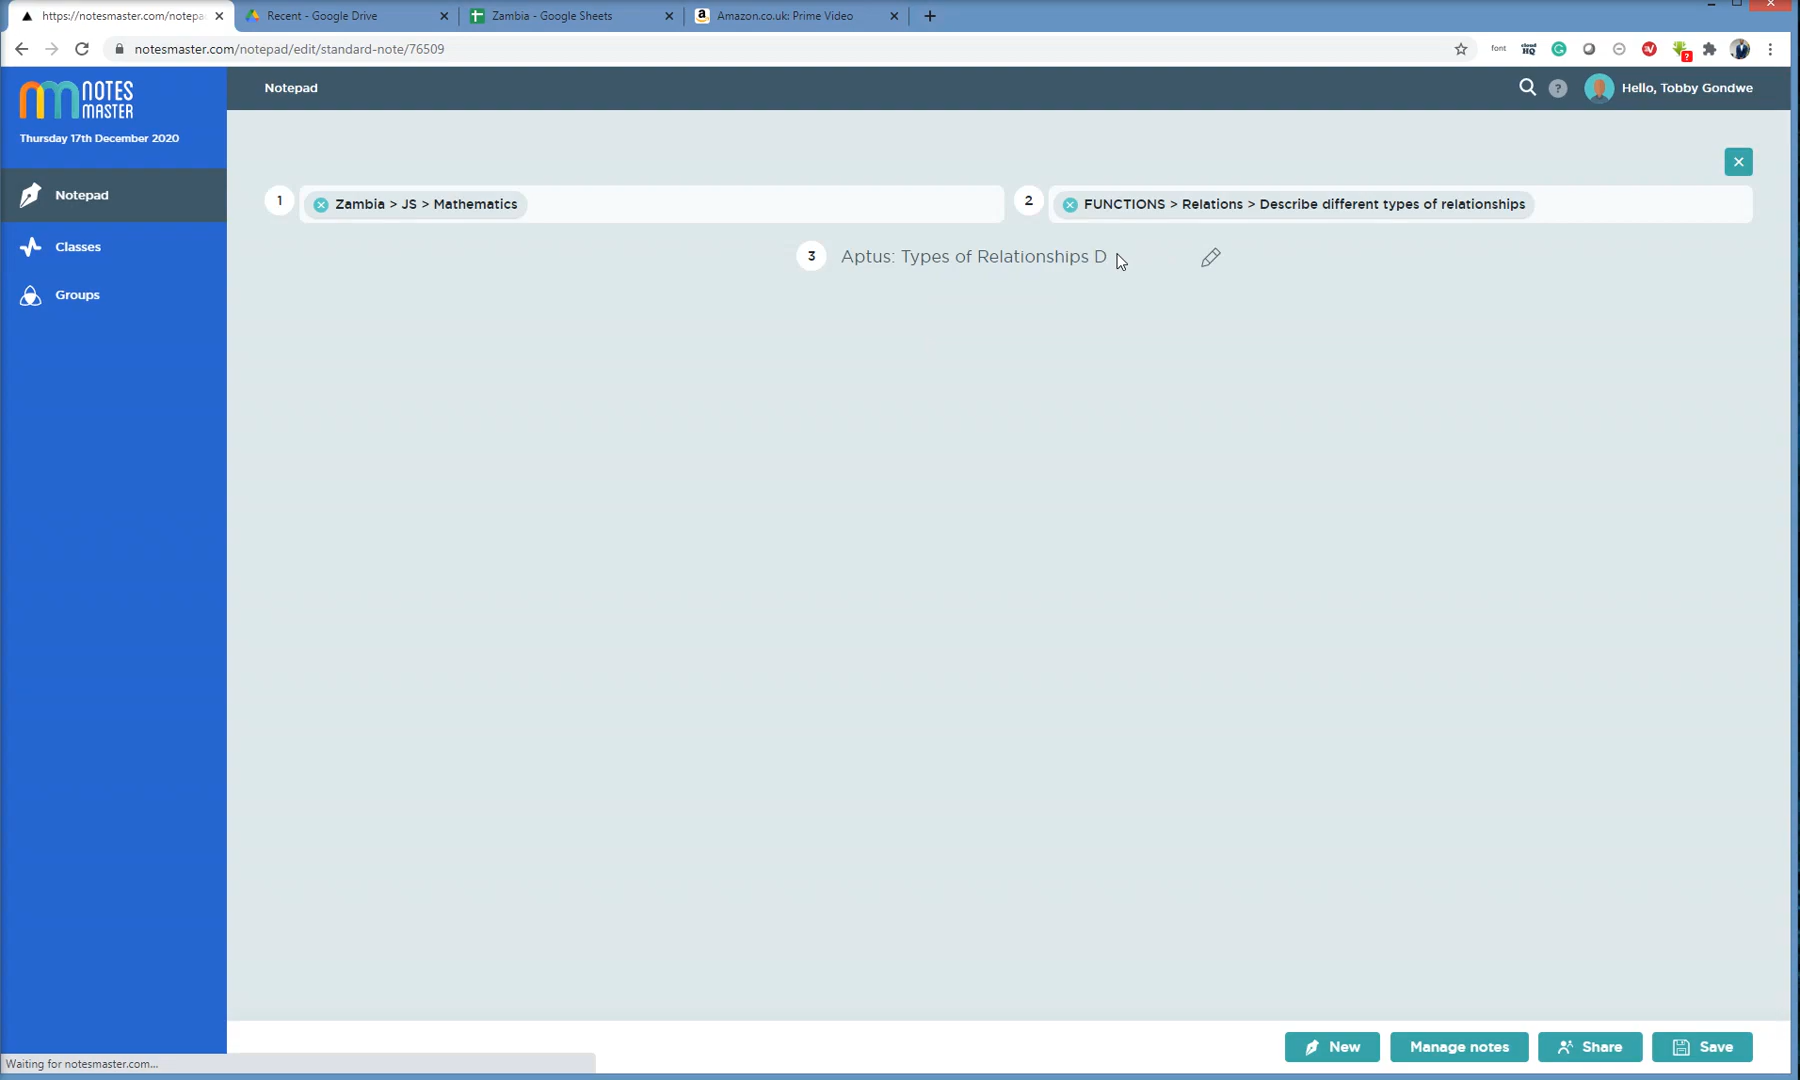 https://notesmaster.com/notepa
Recent - Google Drive
Zambia - Google Sheets
Amazon.co.uk: Prime Video
notesmaster.com/notepad/edit/standard-note/76509
font
cloud
HQ
?
NOTES
MASTER
Thursday 17th December 2020
Notepad
?
Hello, Tobby Gondwe
Notepad
Classes
Groups
1
Zambia > JS > Mathematics
2
FUNCTIONS > Relations > Describe different types of relationships
3
Aptus: Types of Relationships D
New
Manage notes
Share
Save
Waiting for notesmaster.com...